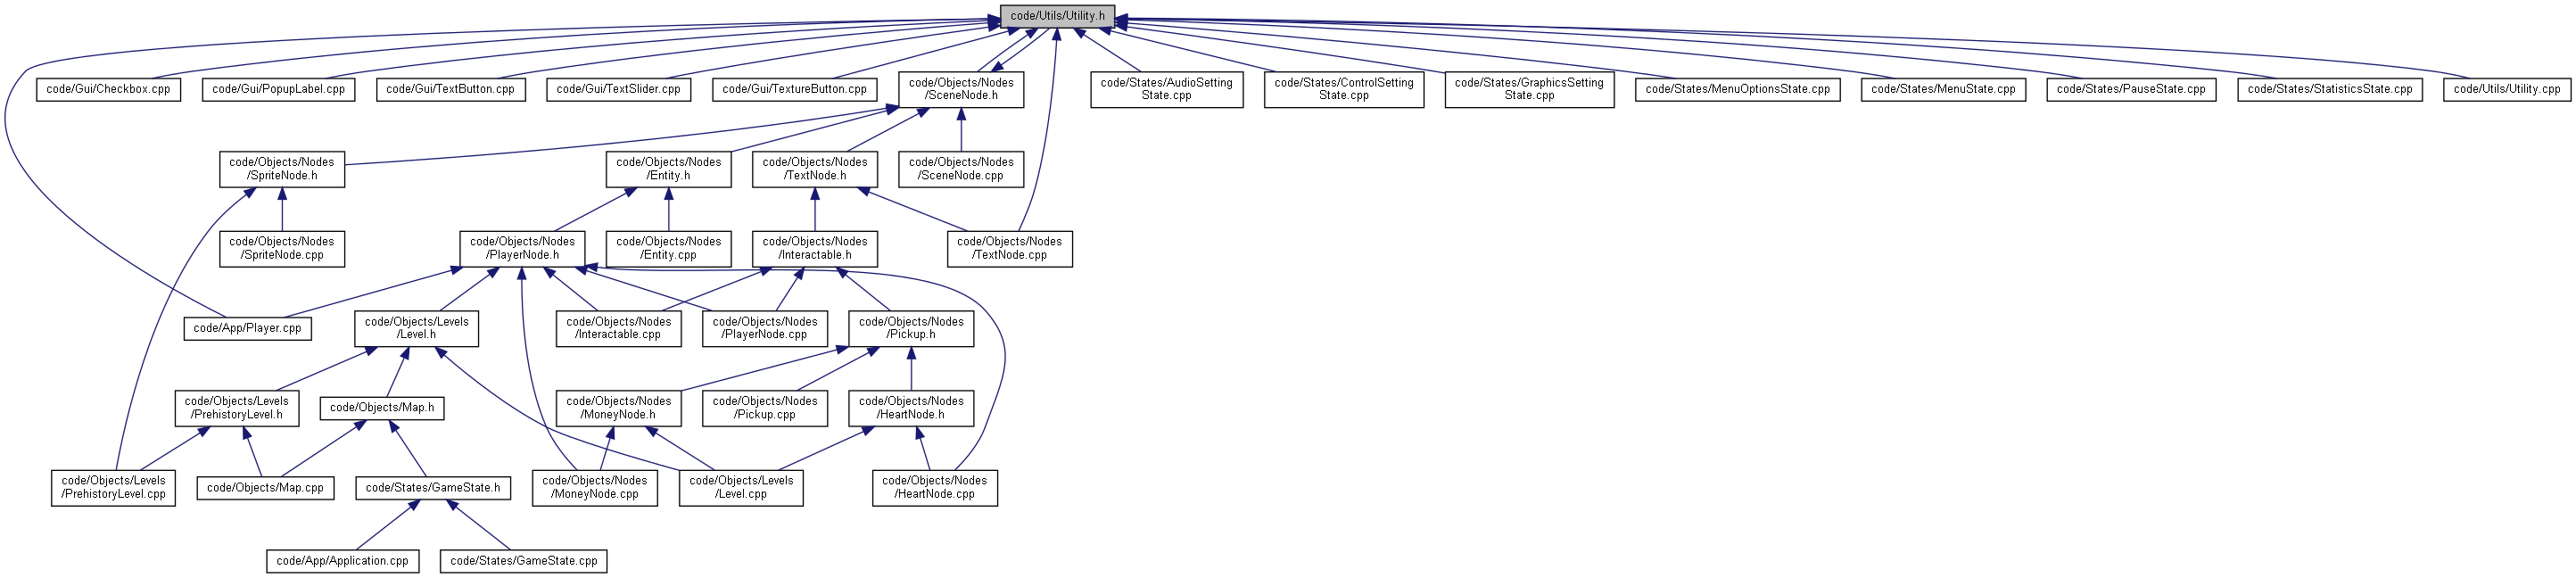 code/Utils/Utility.h
code/Gui/Checkbox.cpp
code/Gui/PopupLabel.cpp
code/Gui/TextButton.cpp
code/Gui/TextSlider.cpp
code/Gui/TextureButton.cpp
code/Objects/Nodes
/SceneNode.h
code/States/AudioSetting
State.cpp
code/States/ControlSetting
State.cpp
code/States/GraphicsSetting
State.cpp
code/States/MenuOptionsState.cpp
code/States/MenuState.cpp
code/States/PauseState.cpp
code/States/StatisticsState.cpp
code/Utils/Utility.cpp
code/Objects/Nodes
/SpriteNode.h
code/Objects/Nodes
/Entity.h
code/Objects/Nodes
/TextNode.h
code/Objects/Nodes
/SceneNode.cpp
code/Objects/Nodes
/SpriteNode.cpp
code/Objects/Nodes
/PlayerNode.h
code/Objects/Nodes
/Entity.cpp
code/Objects/Nodes
/Interactable.h
code/Objects/Nodes
/TextNode.cpp
code/App/Player.cpp
code/Objects/Levels
/Level.h
code/Objects/Nodes
/Interactable.cpp
code/Objects/Nodes
/PlayerNode.cpp
code/Objects/Nodes
/Pickup.h
code/Objects/Levels
/PrehistoryLevel.h
code/Objects/Map.h
code/Objects/Nodes
/MoneyNode.h
code/Objects/Nodes
/Pickup.cpp
code/Objects/Nodes
/HeartNode.h
code/Objects/Levels
/PrehistoryLevel.cpp
code/Objects/Map.cpp
code/States/GameState.h
code/Objects/Nodes
/MoneyNode.cpp
code/Objects/Levels
/Level.cpp
code/Objects/Nodes
/HeartNode.cpp
code/App/Application.cpp
code/States/GameState.cpp